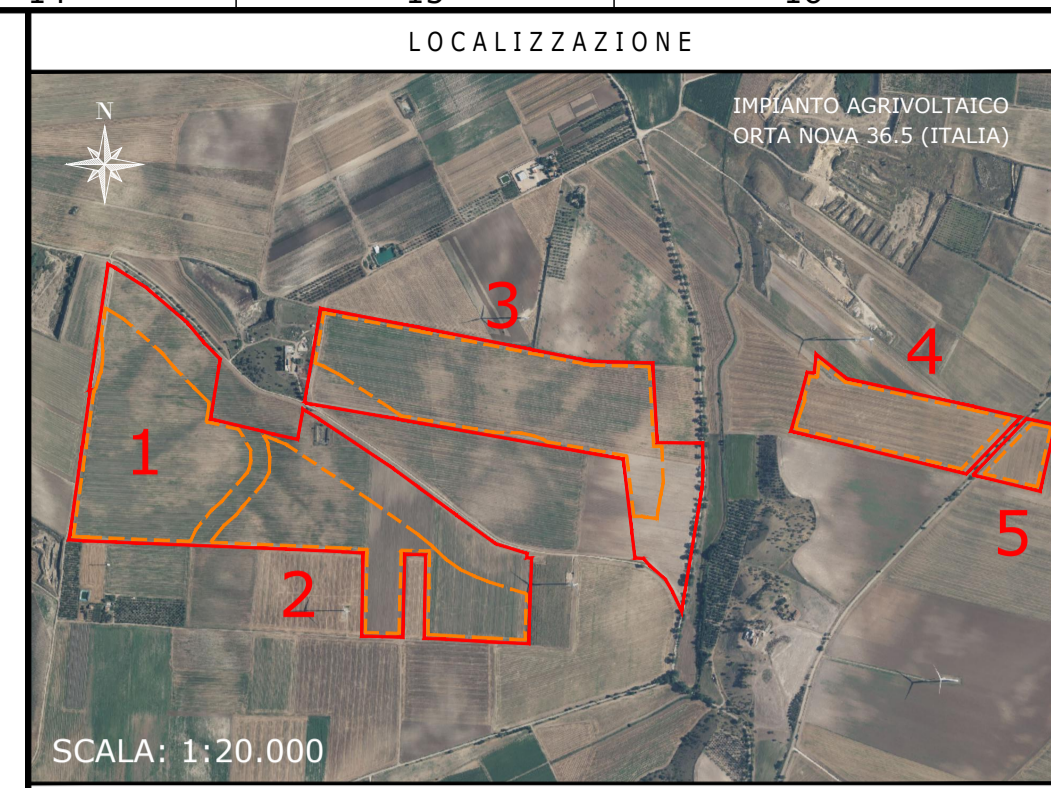 LOCALIZZAZIONE
N
IMPIANTO AGRIVOLTAICO
ORTA NOVA 36.5 (ITALIA)
3
4
1
5
2
SCALA: 1:20.000